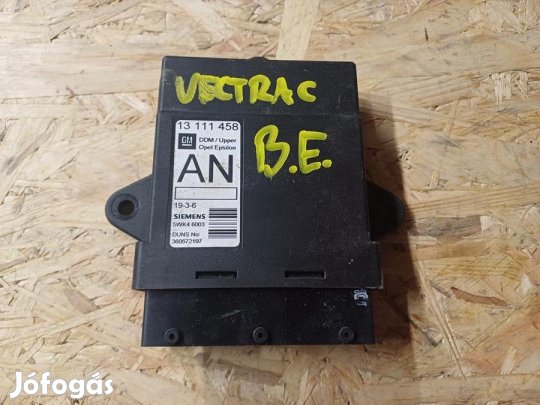 VECTRA C
13 111 458
GM
DDM / Upper
Opel Epsilon
AN
B.E.
19-3-6
SIEMENS
5WK4 6003
DUNS No:
360572197
Jófogás